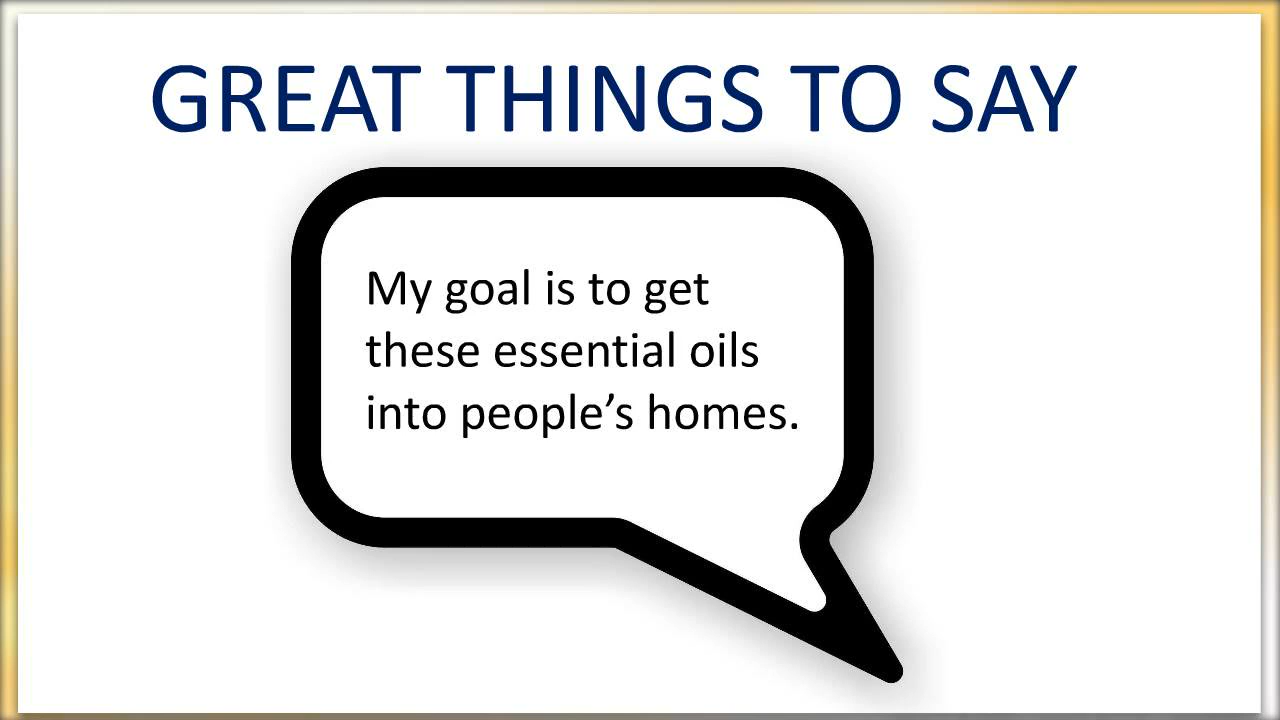 GREAT THINGS TO SAY
My goal is to get
these essential oils
into people’s homes.